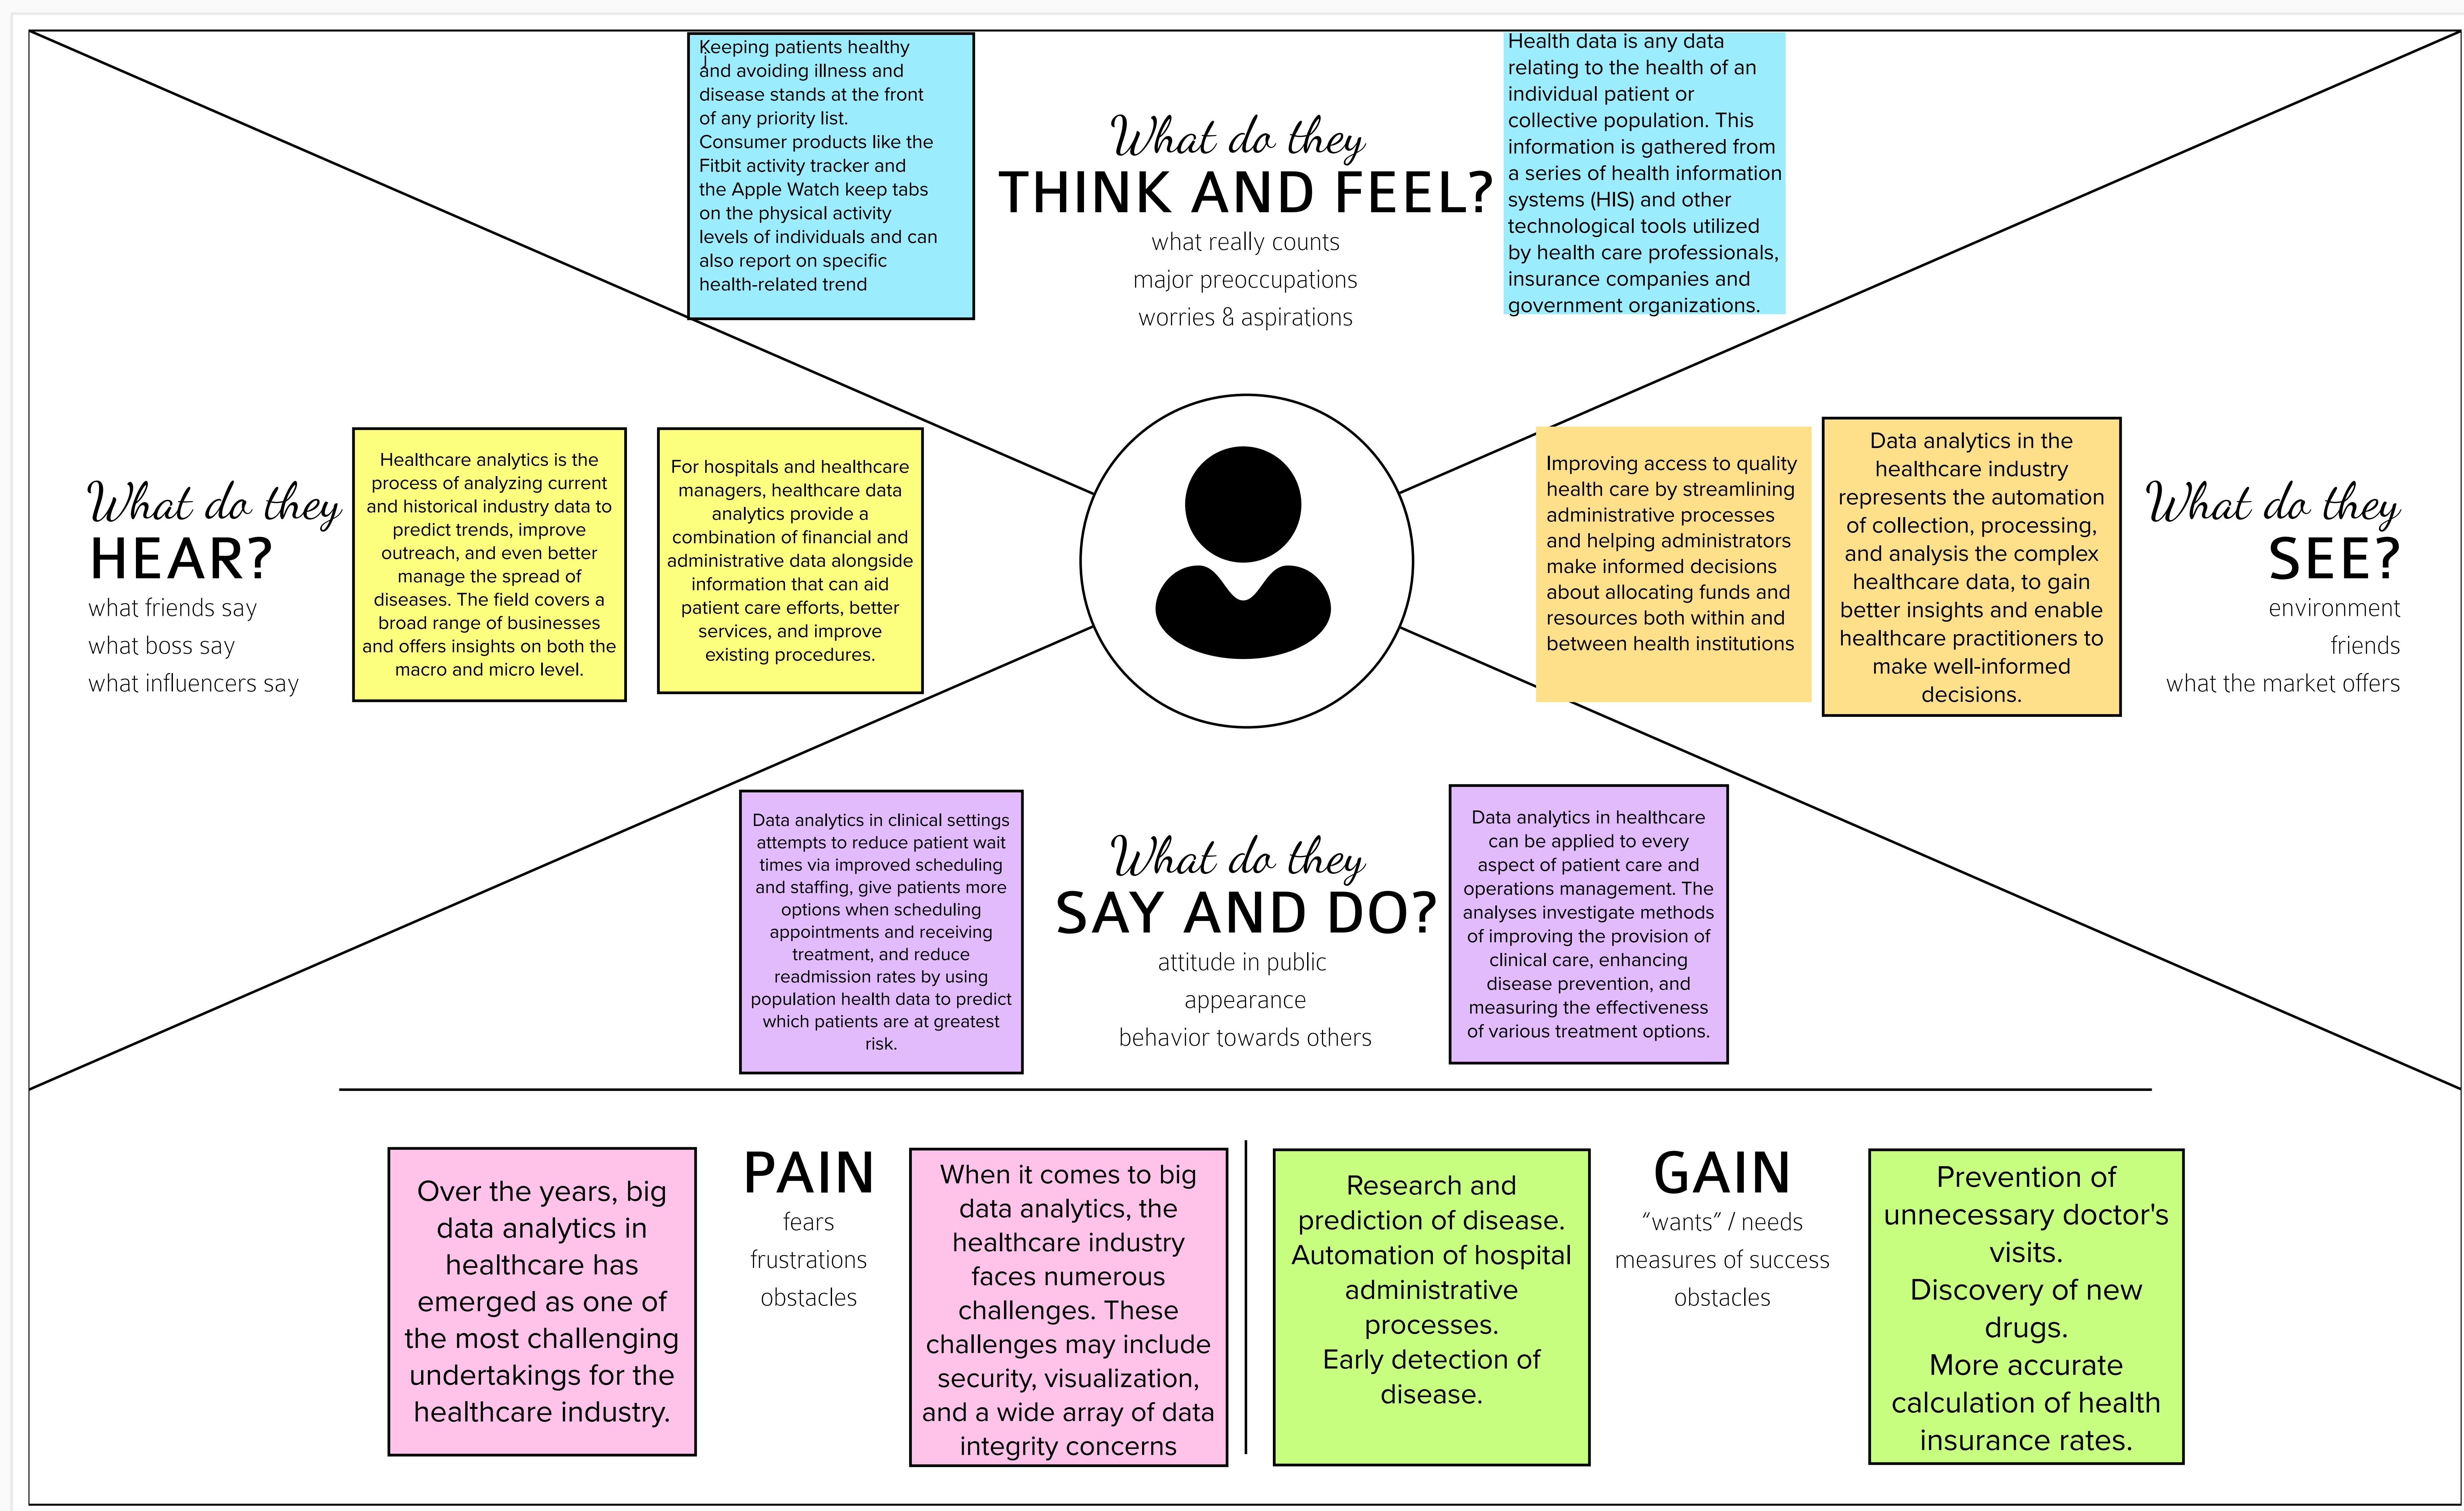 Keeping patients healthy
and avoiding illness and
disease stands at the front
of any priority list.
Consumer products like the
Fitbit activity tracker and
the Apple Watch keep tabs
on the physical activity
levels of individuals and can
also report on specific
health-related trend
What do they
THINK AND FEEL?
what really counts
major preoccupations
worries & aspirations
Health data is any data
relating to the health of an
individual patient or
collective population. This
information is gathered from
a series of health information
systems (HIS) and other
technological tools utilized
by health care professionals,
insurance companies and
government organizations.
What do they
HEAR?
what friends say
what boss say
what influencers say
Healthcare analytics is the
process of analyzing current
and historical industry data to
predict trends, improve
outreach, and even better
manage the spread of
diseases. The field covers a
broad range of businesses
and offers insights on both the
macro and micro level.
For hospitals and healthcare
managers, healthcare data
analytics provide a
combination of financial and
administrative data alongside
information that can aid
patient care efforts, better
services, and improve
existing procedures.
Improving access to quality
health care by streamlining
administrative processes
and helping administrators
make informed decisions
about allocating funds and
resources both within and
between health institutions
Data analytics in the
healthcare industry
represents the automation
of collection, processing,
and analysis the complex
healthcare data, to gain
better insights and enable
healthcare practitioners to
make well-informed
decisions.
What do they
SEE?
environment
friends
what the market offers
Data analytics in clinical settings
attempts to reduce patient wait
times via improved scheduling
and staffing, give patients more
options when scheduling
appointments and receiving
treatment, and reduce
readmission rates by using
population health data to predict
which patients are at greatest
risk.
What do they
SAY AND DO?
attitude in public
appearance
behavior towards others
Data analytics in healthcare
can be applied to every
aspect of patient care and
operations management. The
analyses investigate methods
of improving the provision of
clinical care, enhancing
disease prevention, and
measuring the effectiveness
of various treatment options.
Over the years, big
data analytics in
healthcare has
emerged as one of
the most challenging
undertakings for the
healthcare industry.
PAIN
fears
frustrations
obstacles
When it comes to big
data analytics, the
healthcare industry
faces numerous
challenges. These
challenges may include
security, visualization,
and a wide array of data
integrity concerns
Research and
prediction of disease.
Automation of hospital
administrative
processes.
Early detection of
disease.
GAIN
“wants” / needs
measures of success
obstacles
Prevention of
unnecessary doctor's
visits.
Discovery of new
drugs.
More accurate
calculation of health
insurance rates.